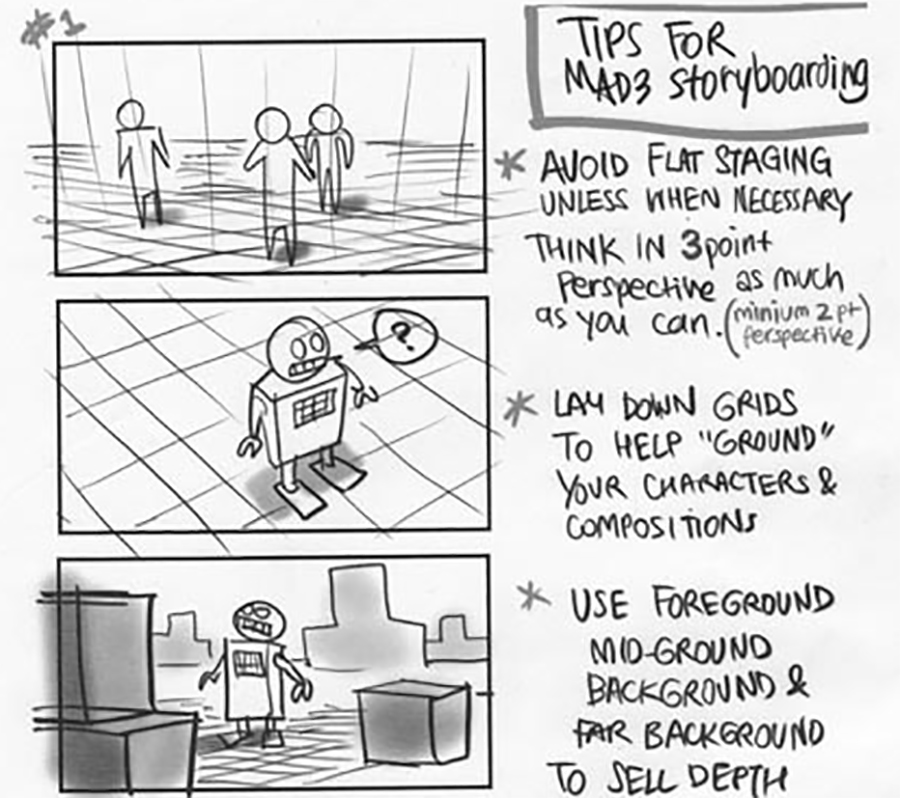 #1
TIPS FOR
MAD3 Storyboarding
* AVOID FLAT STAGING
UNLESS WHEN NECESSARY
THINK IN 3point
Perspective as much
as you can. (minium 2 pt
perspective)
?
* LAY DOWN GRIDS
TO HELP "GROUND"
YOUR CHARACTERS &
COMPOSITIONS
* USE FOREGROUND
MID-GROUND
BACKGROUND &
FAR BACKGROUND
TO SELL DEPTH